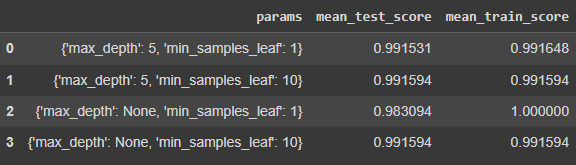 params mean_test_score mean_train_score
0 {'max_depth': 5, 'min_samples_leaf': 1} 0.991531 0.991648
1 {'max_depth': 5, 'min_samples_leaf': 10} 0.991594 0.991594
2 {'max_depth': None, 'min_samples_leaf': 1} 0.983094 1.000000
3 {'max_depth': None, 'min_samples_leaf': 10} 0.991594 0.991594